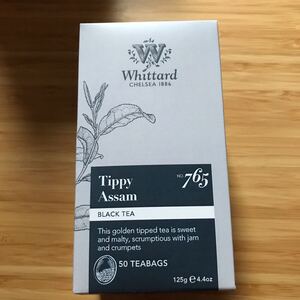 W
Whittard
CHELSEA 1886
Tippy
Assam
NO. 765
BLACK TEA
This golden tipped tea is sweet
and malty, scrumptious with jam
and crumpets
50 TEABAGS
125g ℮ 4.4oz